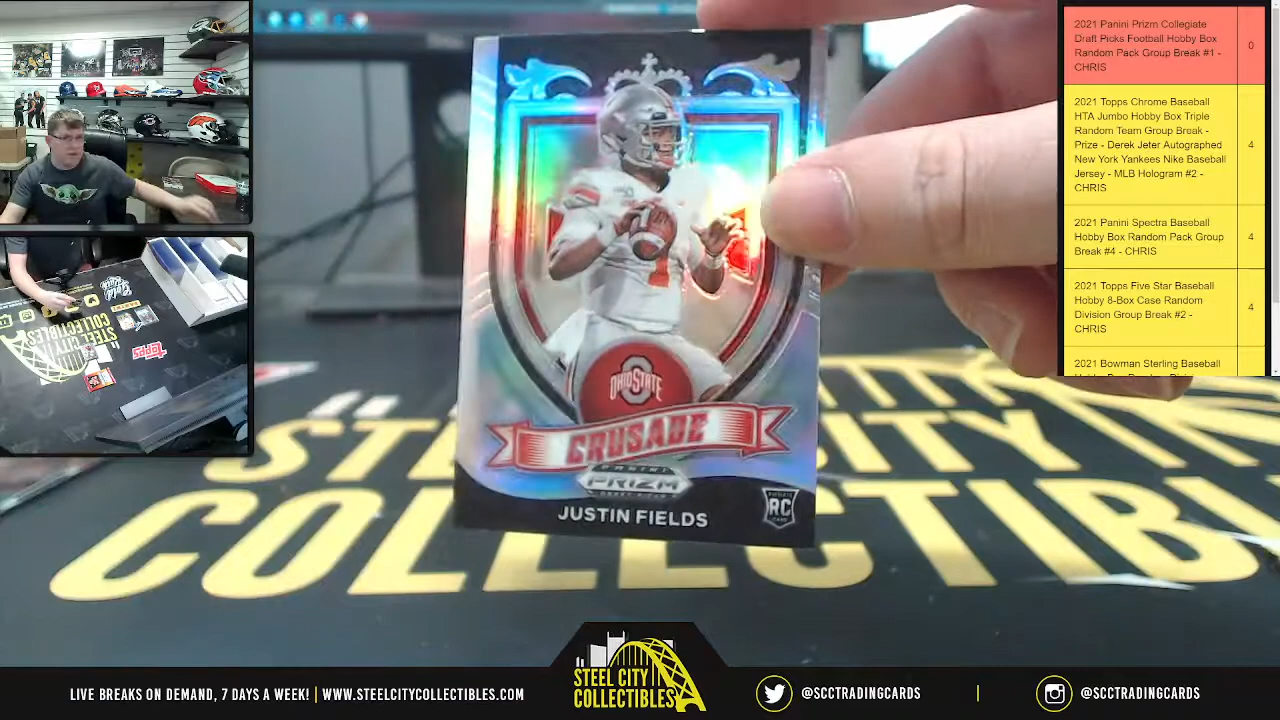 2021 Panini Prizm Collegiate
Draft Picks Football Hobby Box
Random Pack Group Break #1 -
CHRIS
0
2021 Topps Chrome Baseball
HTA Jumbo Hobby Box Triple
Random Team Group Break -
Prize - Derek Jeter Autographed
New York Yankees Nike Baseball
Jersey - MLB Hologram #2 -
CHRIS
4
2021 Panini Spectra Baseball
Hobby Box Random Pack Group
Break #4 - CHRIS
4
2021 Topps Five Star Baseball
Hobby 8-Box Case Random
Division Group Break #2 -
CHRIS
4
2021 Bowman Sterling Baseball
1
OHIO STATE
CRUSADE
PANINI
PRIZM
JUSTIN FIELDS
RC
COLLECTIBLES
topps
LIVE BREAKS ON DEMAND, 7 DAYS A WEEK! | WWW.STEELCITYCOLLECTIBLES.COM
STEEL CITY
COLLECTIBLES
@SCCTRADINGCARDS
@SCCTRADINGCARDS